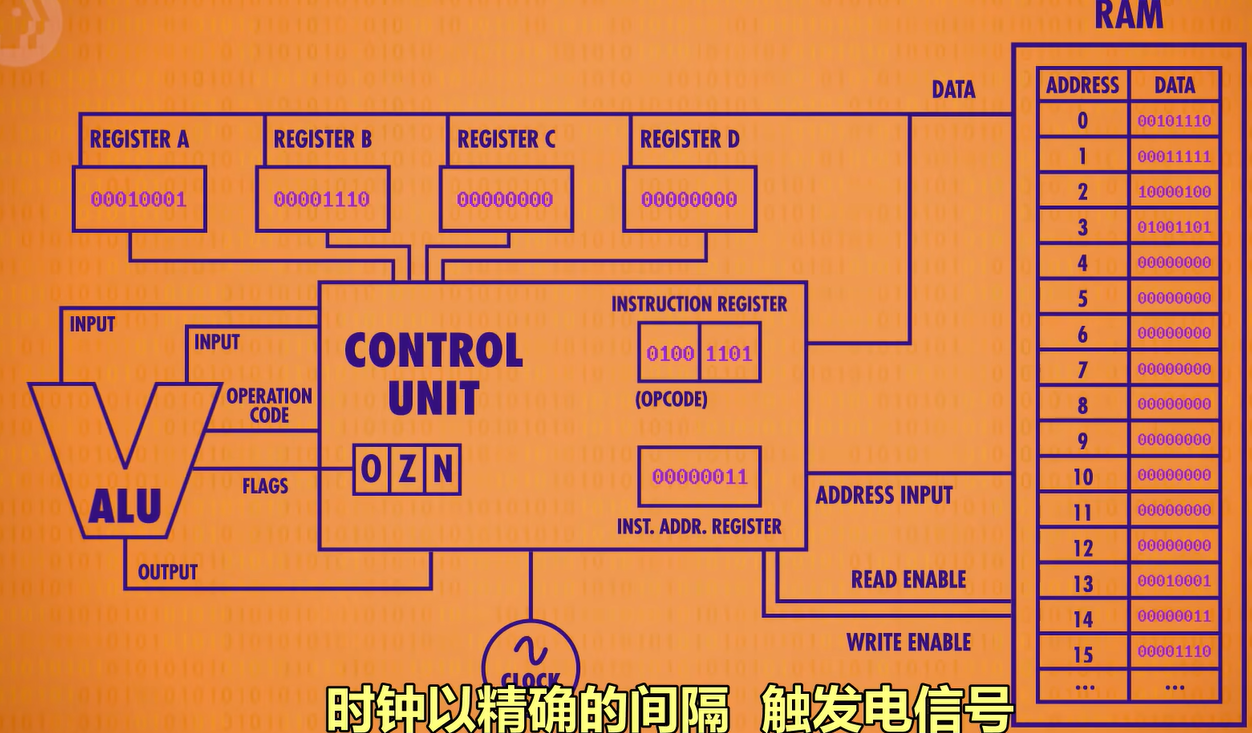 RAM
DATA
ADDRESS DATA
0 00101110
1 00011111
2 10000100
3 01001101
4 00000000
5 00000000
6 00000000
7 00000000
8 00000000
9 00000000
10 00000000
11 00000000
12 00000000
13 00010001
14 00000011
15 00001110
... ...
REGISTER A
00010001
REGISTER B
00001110
REGISTER C
00000000
REGISTER D
00000000
INPUT
INPUT
OPERATION
CODE
FLAGS
ALU
OUTPUT
CONTROL
UNIT
O Z N
INSTRUCTION REGISTER
0100 1101
(OPCODE)
00000011
INST. ADDR. REGISTER
ADDRESS INPUT
READ ENABLE
WRITE ENABLE
CLOCK
时钟以精确的间隔 触发电信号